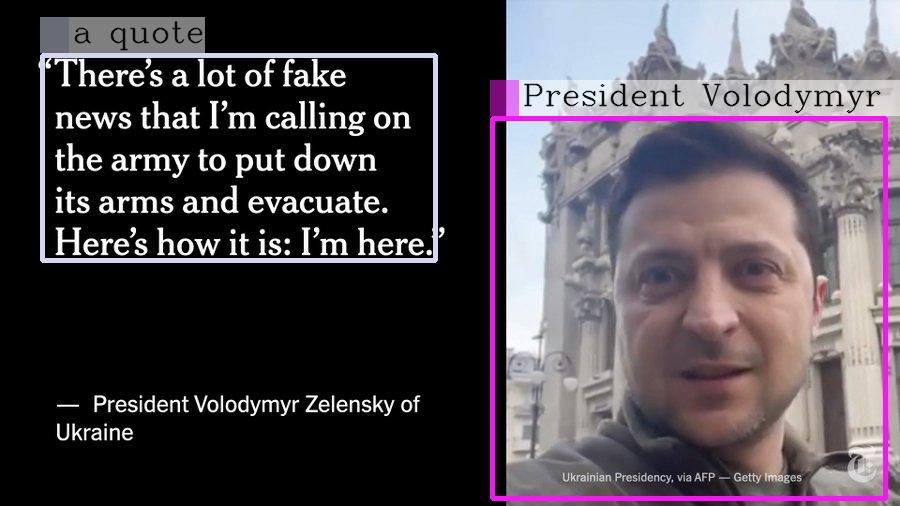 a quote
“There’s a lot of fake
news that I’m calling on
the army to put down
its arms and evacuate.
Here’s how it is: I’m here.”
— President Volodymyr Zelensky of
Ukraine
President Volodymyr
Ukrainian Presidency, via AFP — Getty Images